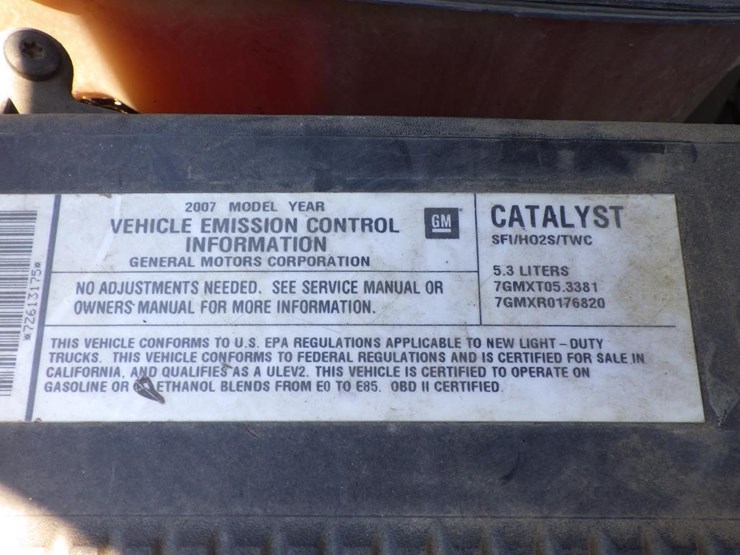 *72613175*
2007 MODEL YEAR
VEHICLE EMISSION CONTROL
INFORMATION
GENERAL MOTORS CORPORATION
GM
NO ADJUSTMENTS NEEDED. SEE SERVICE MANUAL OR
OWNERS MANUAL FOR MORE INFORMATION.
CATALYST
SFI/HO2S/TWC
5.3 LITERS
7GMXT05.3381
7GMXR0176820
THIS VEHICLE CONFORMS TO U.S. EPA REGULATIONS APPLICABLE TO NEW LIGHT-DUTY
TRUCKS. THIS VEHICLE CONFORMS TO FEDERAL REGULATIONS AND IS CERTIFIED FOR SALE IN
CALIFORNIA, AND QUALIFIES AS A ULEV2. THIS VEHICLE IS CERTIFIED TO OPERATE ON
GASOLINE OR ETHANOL BLENDS FROM E0 TO E85. OBD II CERTIFIED.